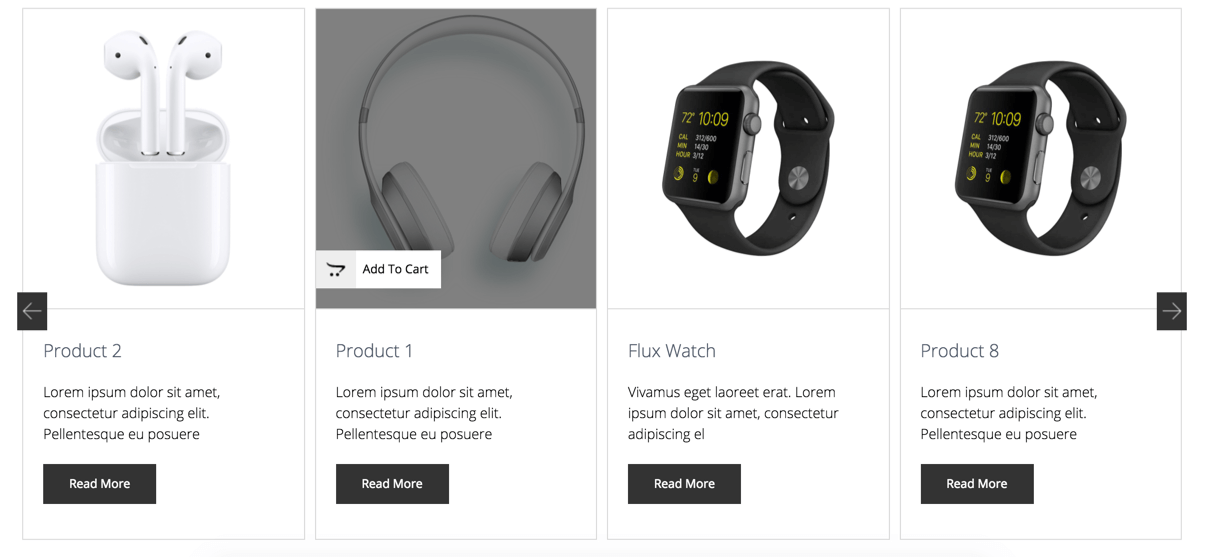 72° 10:09
CAL 312/600
MIN 14/30
HOUR 3/12
TUE
9
72° 10:09
CAL 312/600
MIN 14/30
HOUR 3/12
TUE
9
Add To Cart
Product 2
Lorem ipsum dolor sit amet,
consectetur adipiscing elit.
Pellentesque eu posuere
Read More
Product 1
Lorem ipsum dolor sit amet,
consectetur adipiscing elit.
Pellentesque eu posuere
Read More
Flux Watch
Vivamus eget laoreet erat. Lorem
ipsum dolor sit amet, consectetur
adipiscing el
Read More
Product 8
Lorem ipsum dolor sit amet,
consectetur adipiscing elit.
Pellentesque eu posuere
Read More